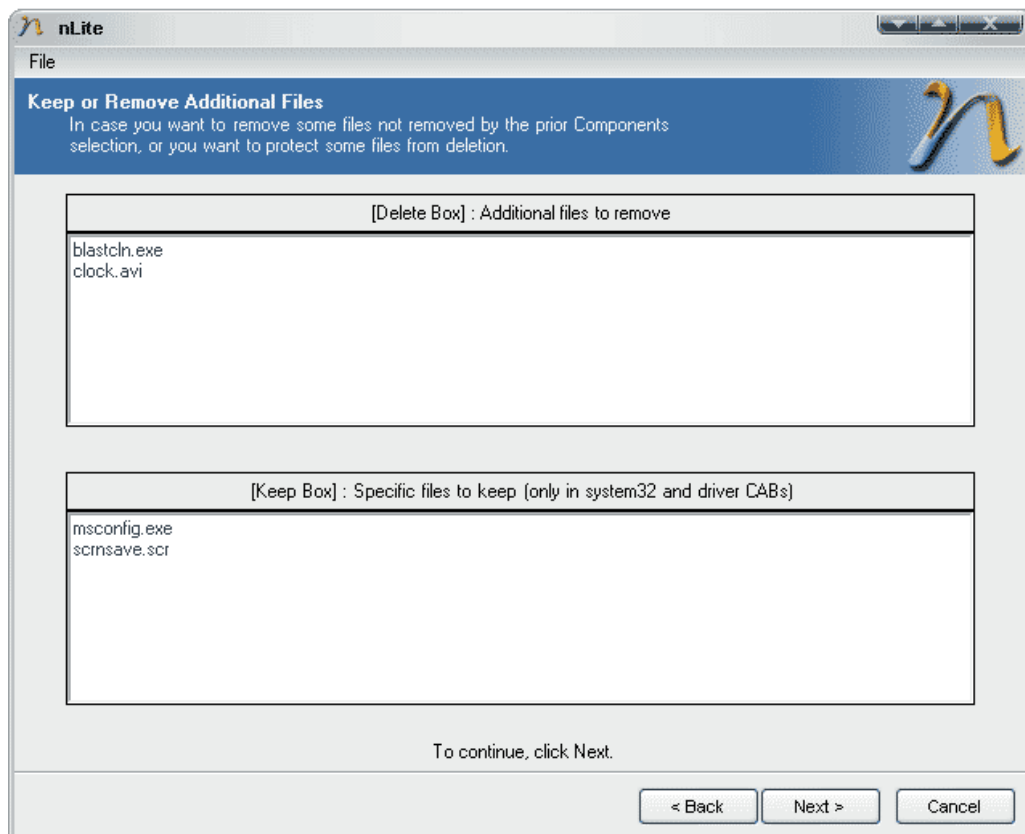 nLite
File
Keep or Remove Additional Files
In case you want to remove some files not removed by the prior Components
selection, or you want to protect some files from deletion.
[Delete Box] : Additional files to remove
blastcln.exe
clock.avi
[Keep Box] : Specific files to keep (only in system32 and driver CABs)
msconfig.exe
scrnsave.scr
To continue, click Next.
< Back
Next >
Cancel